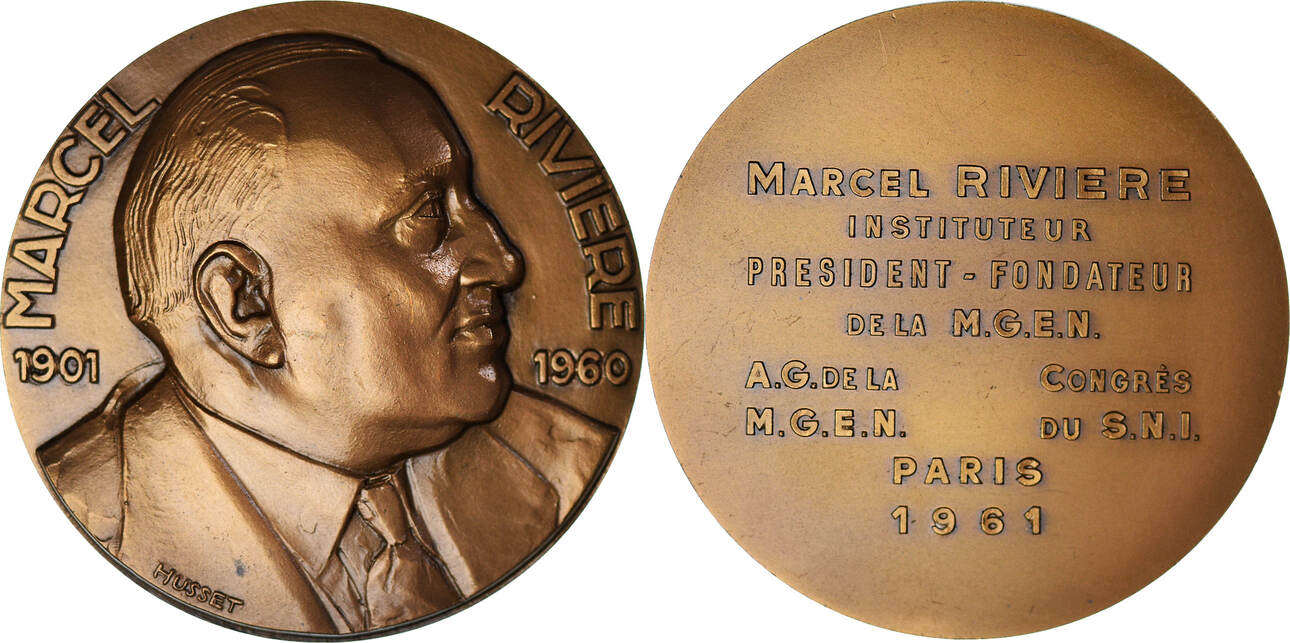 MARCEL RIVIERE
1901 1960
HUSSET
MARCEL RIVIERE
INSTITUTEUR
PRESIDENT - FONDATEUR
DE LA M.G.E.N.
A.G. DE LA CONGRÈS
M.G.E.N. DU S.N.I.
PARIS
1961